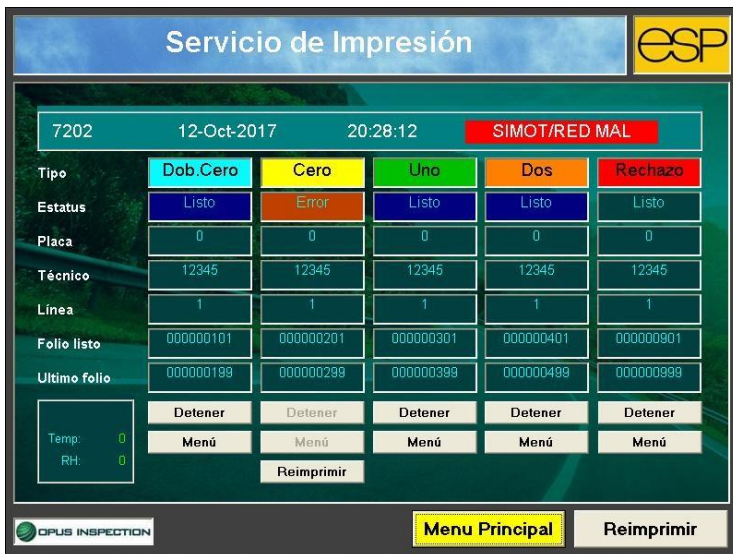 Servicio de Impresión
esp
7202 12-Oct-2017 20:28:12 SIMOT/RED MAL
Tipo Dob.Cero Cero Uno Dos Rechazo
Estatus Listo Error Listo Listo Listo
Placa 0 0 0 0 0
Técnico 12345 12345 12345 12345 12345
Línea 1 1 1 1 1
Folio listo 000000101 000000201 000000301 000000401 000000901
Ultimo folio 000000199 000000299 000000399 000000499 000000999
Detener Detener Detener Detener Detener
Temp: 0 Menú Menú Menú Menú Menú
RH: 0 Reimprimir
OPUS INSPECTION Menu Principal Reimprimir